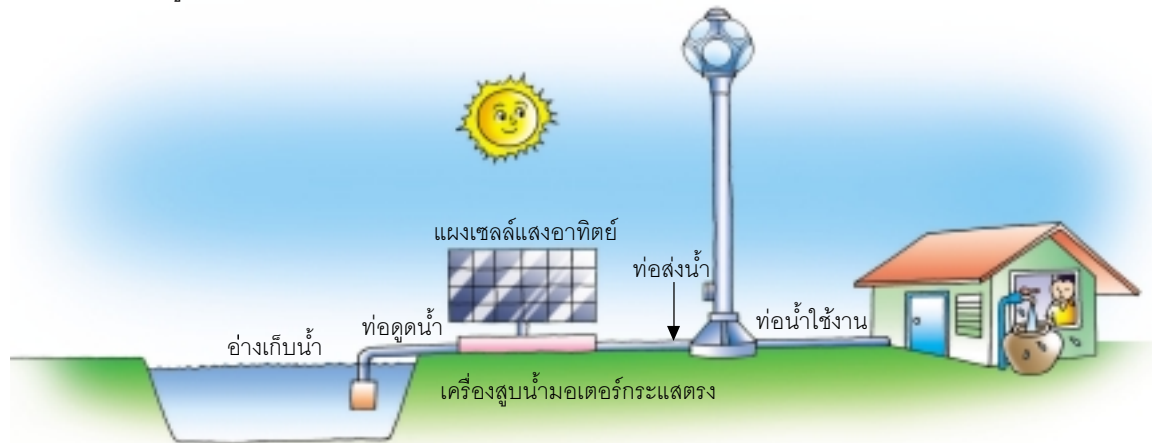 แผงเซลล์แสงอาทิตย์
ท่อส่งน้ำ
ท่อดูดน้ำ
ท่อน้ำใช้งาน
อ่างเก็บน้ำ
เครื่องสูบน้ำมอเตอร์กระแสตรง